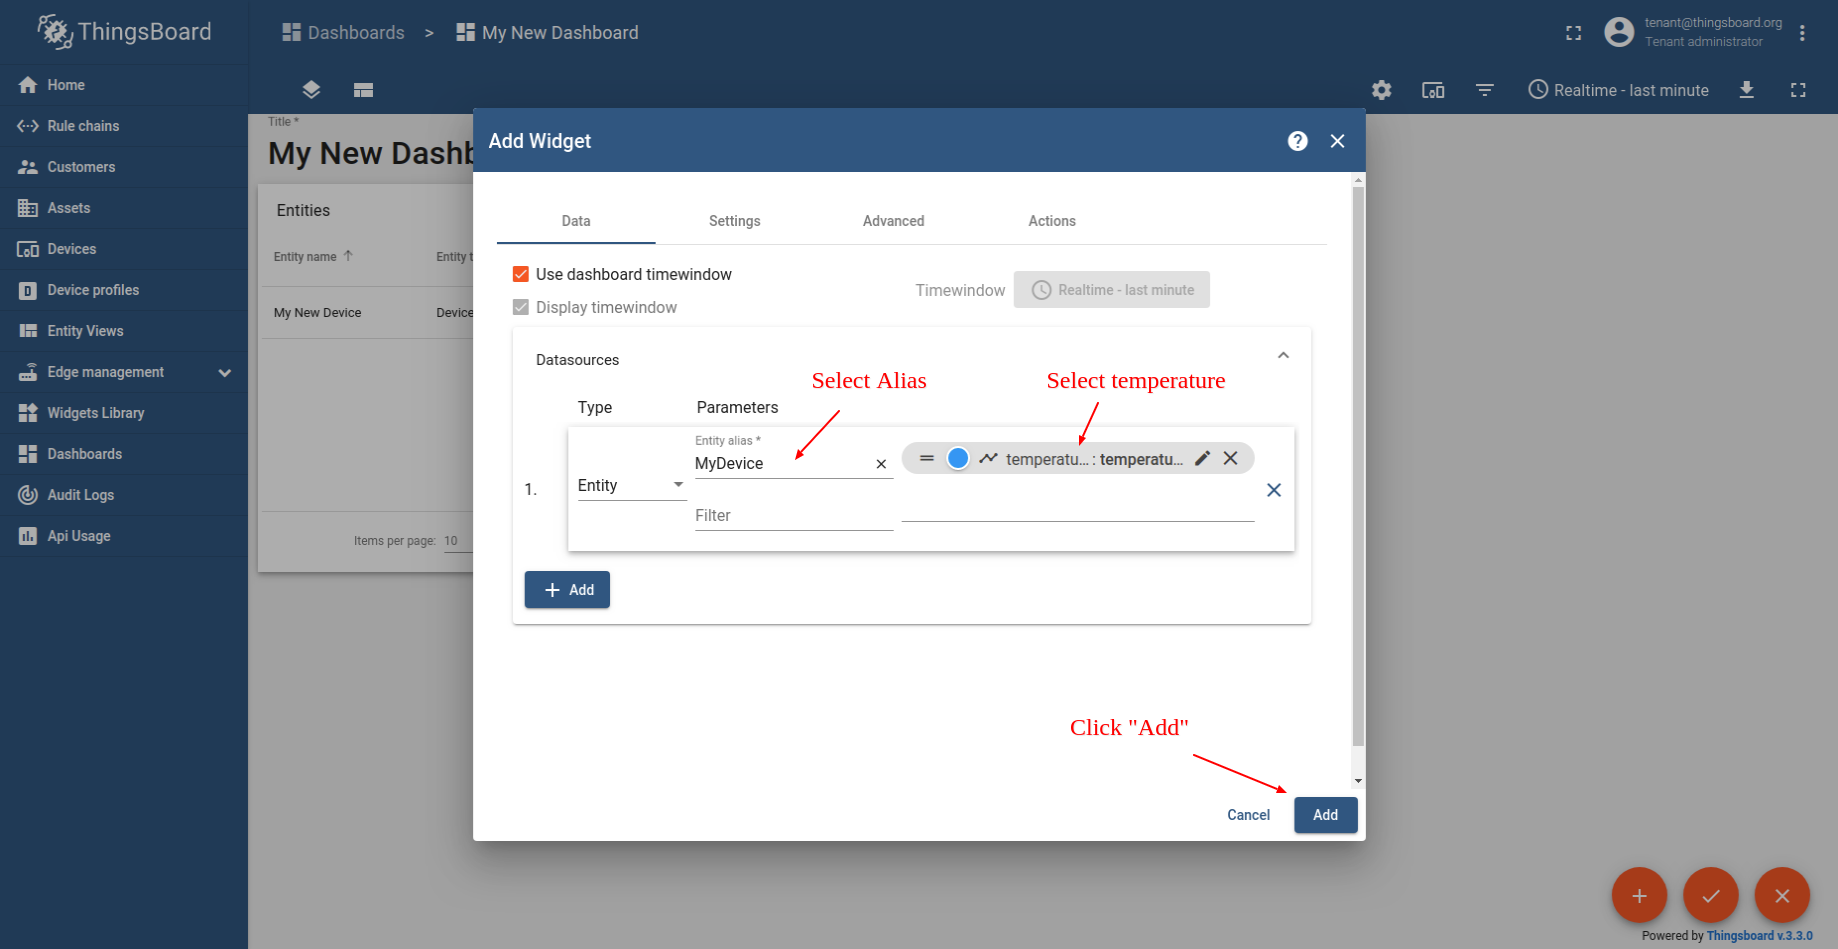 ThingsBoard
Dashboards > My New Dashboard
tenant@thingsboard.org
Tenant administrator
Home
Rule chains
Customers
Assets
Devices
Device profiles
Entity Views
Edge management
Widgets Library
Dashboards
Audit Logs
Api Usage
Realtime - last minute
Title *
My New Dashb
Entities
Entity name
Entity t
My New Device
Device
Items per page: 10
Add Widget
Data Settings Advanced Actions
Use dashboard timewindow
Display timewindow
Timewindow Realtime - last minute
Datasources
Select Alias
Select temperature
Type Parameters
1.
Entity
Entity alias *
MyDevice
temperatu... : temperatu...
Filter
+ Add
Click "Add"
Cancel Add
Powered by Thingsboard v.3.3.0